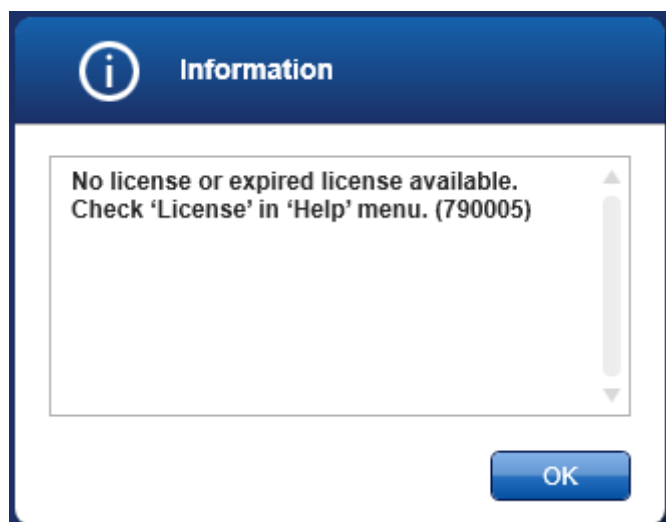 Information
No license or expired license available.
Check ‘License’ in ‘Help’ menu. (790005)
OK